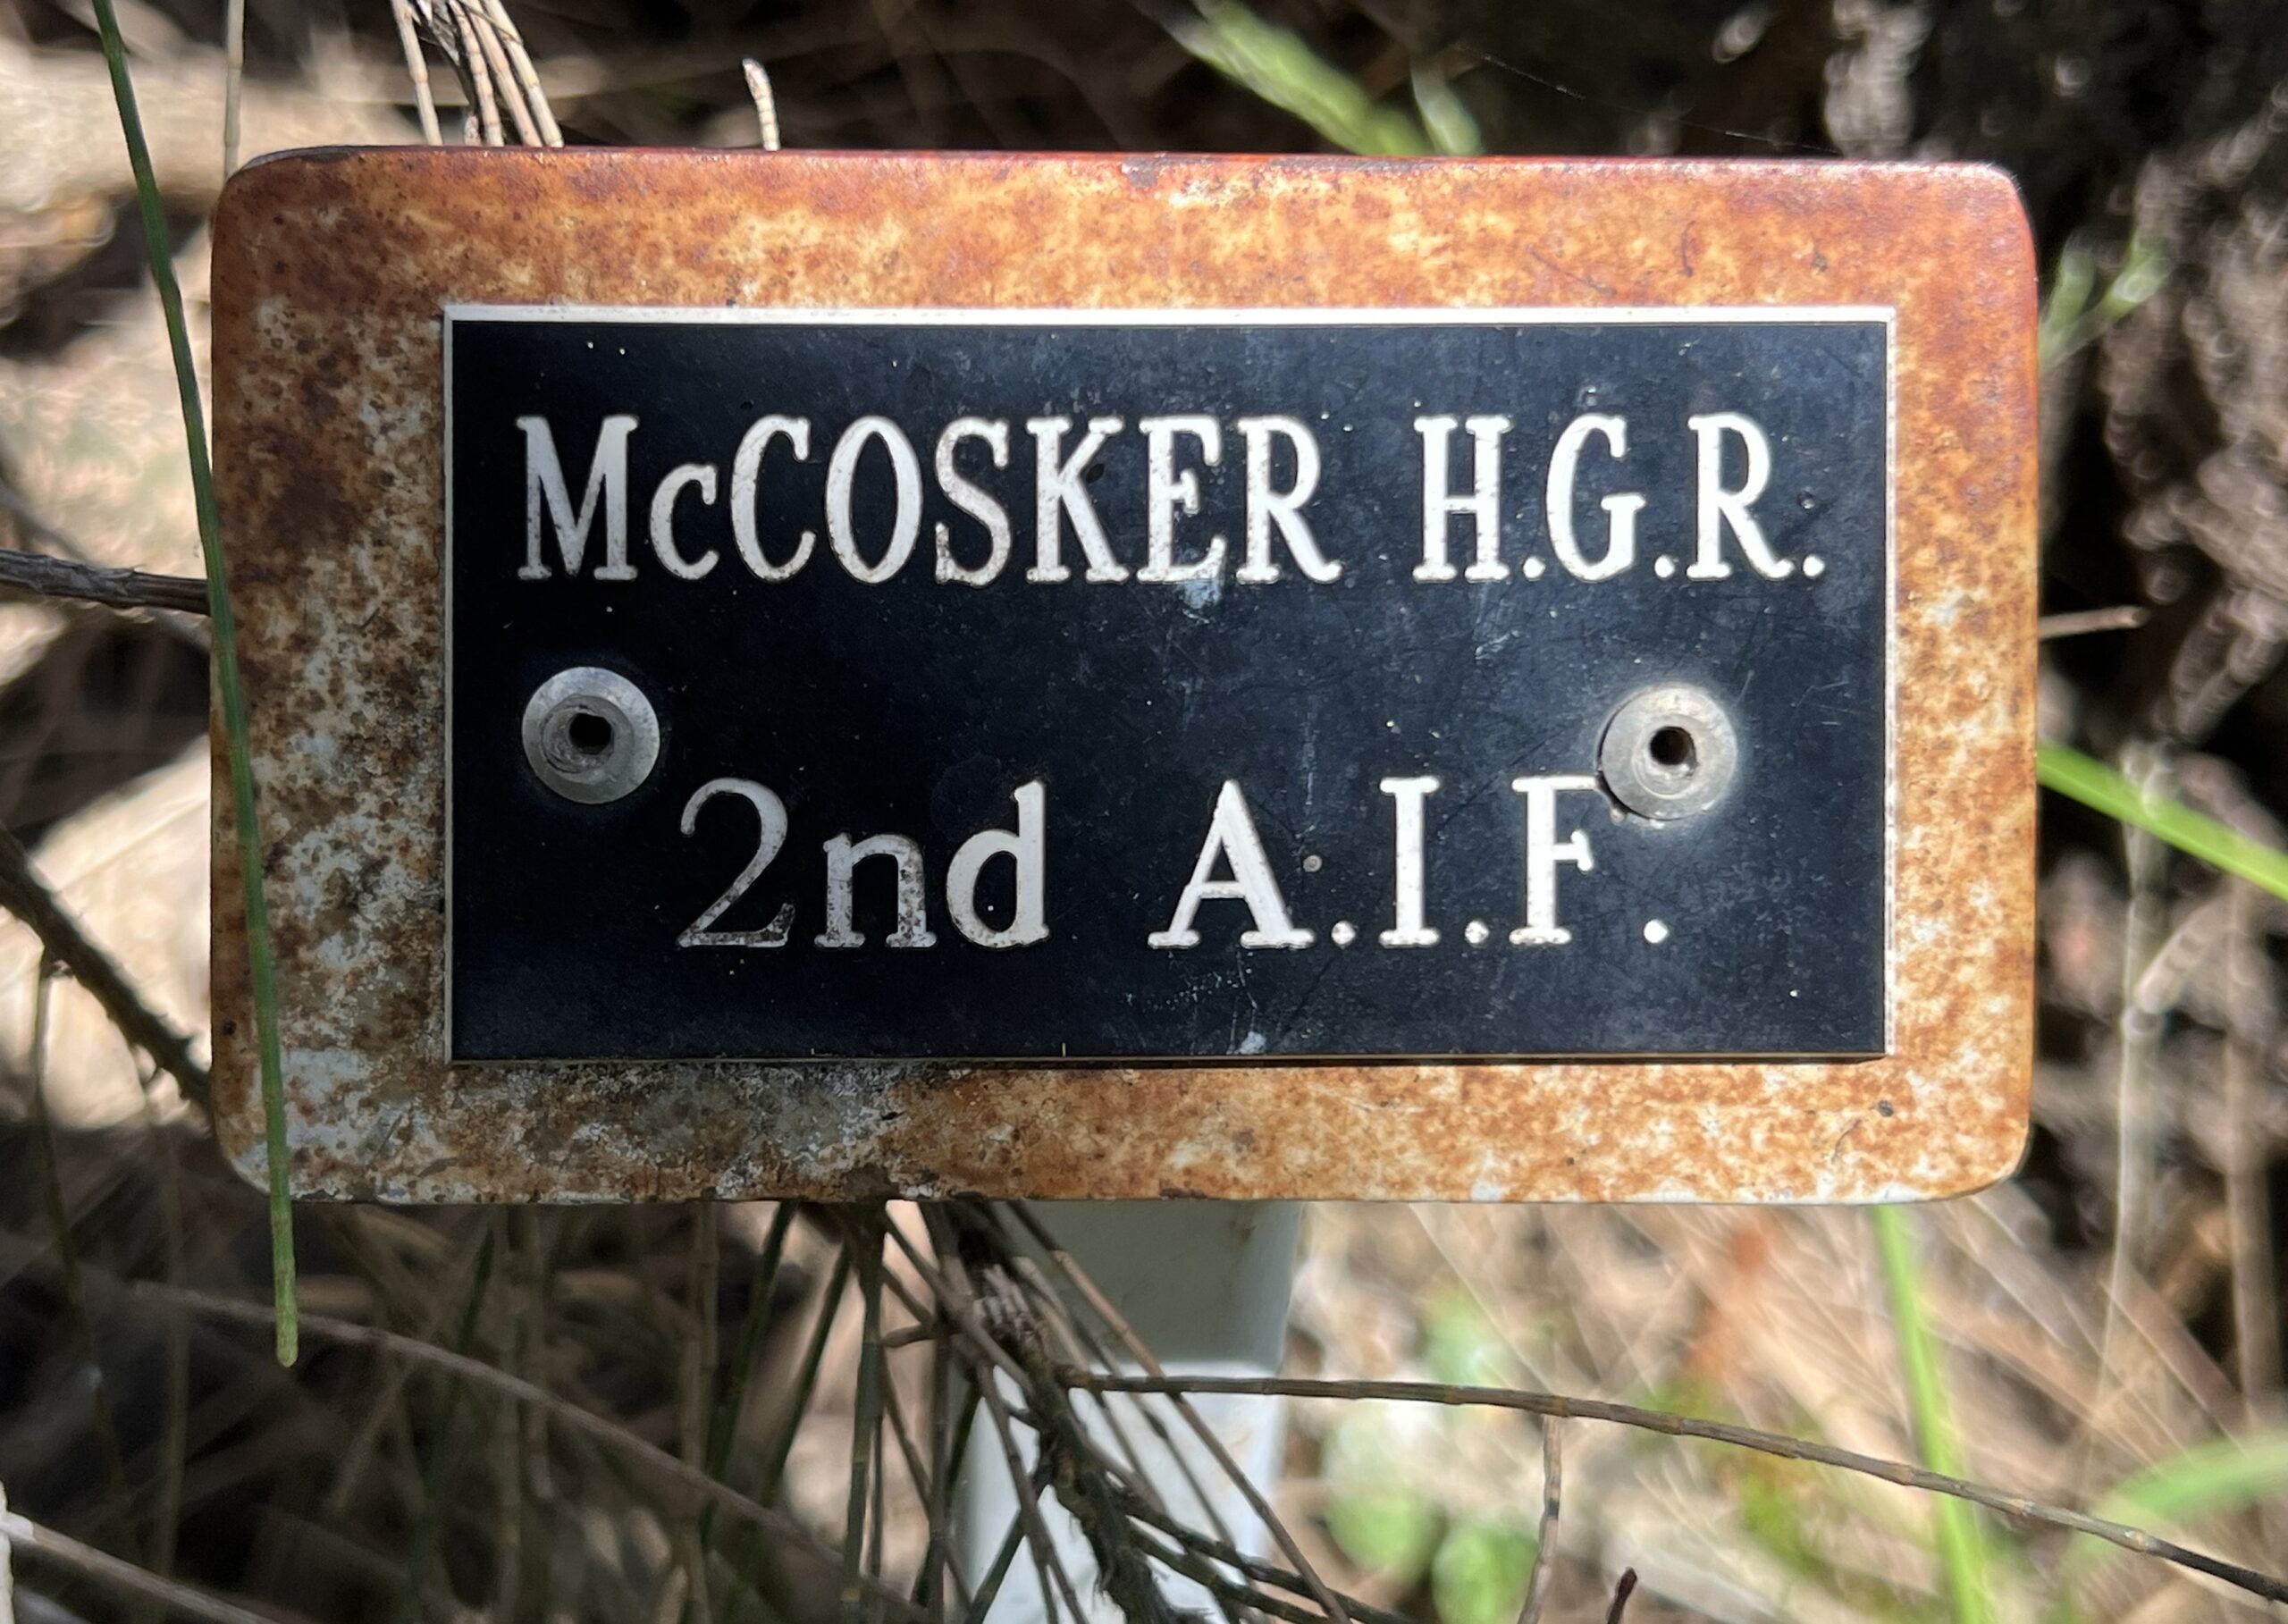 McCOSKER H.G.R.
2nd A.I.F.